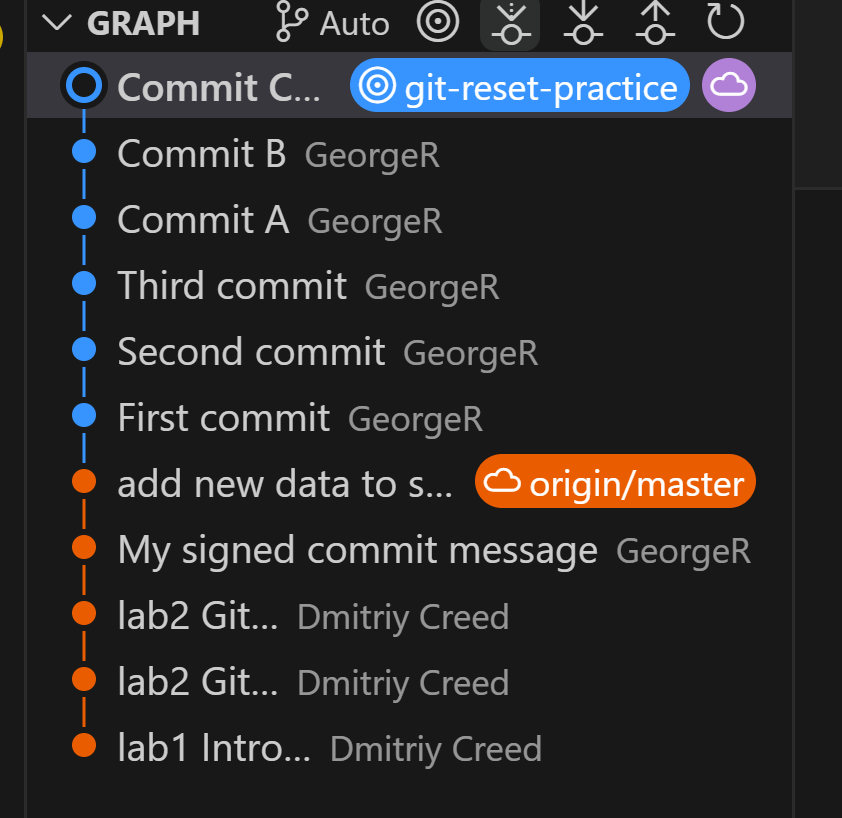 GRAPH Auto
Commit C... git-reset-practice
Commit B GeorgeR
Commit A GeorgeR
Third commit GeorgeR
Second commit GeorgeR
First commit GeorgeR
add new data to s... origin/master
My signed commit message GeorgeR
lab2 Git... Dmitriy Creed
lab2 Git... Dmitriy Creed
lab1 Intro... Dmitriy Creed